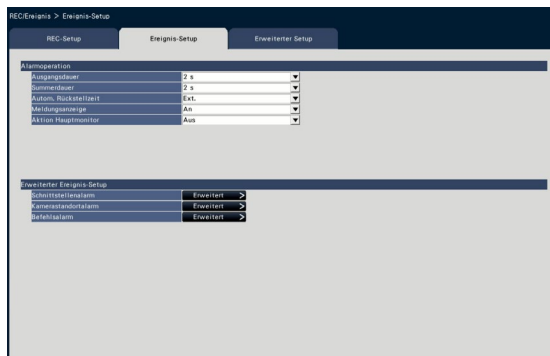 REC/Ereignis > Ereignis-Setup
REC-Setup Ereignis-Setup Erweiterter Setup
Alarmoperation
Ausgangsdauer 2 s
Summerdauer 2 s
Autom. Rückstellzeit Ext.
Meldungsanzeige An
Aktion Hauptmonitor Aus
Erweiterter Ereignis-Setup
Schnittstellenalarm Erweitert >
Kamerastandortalarm Erweitert >
Befehlsalarm Erweitert >